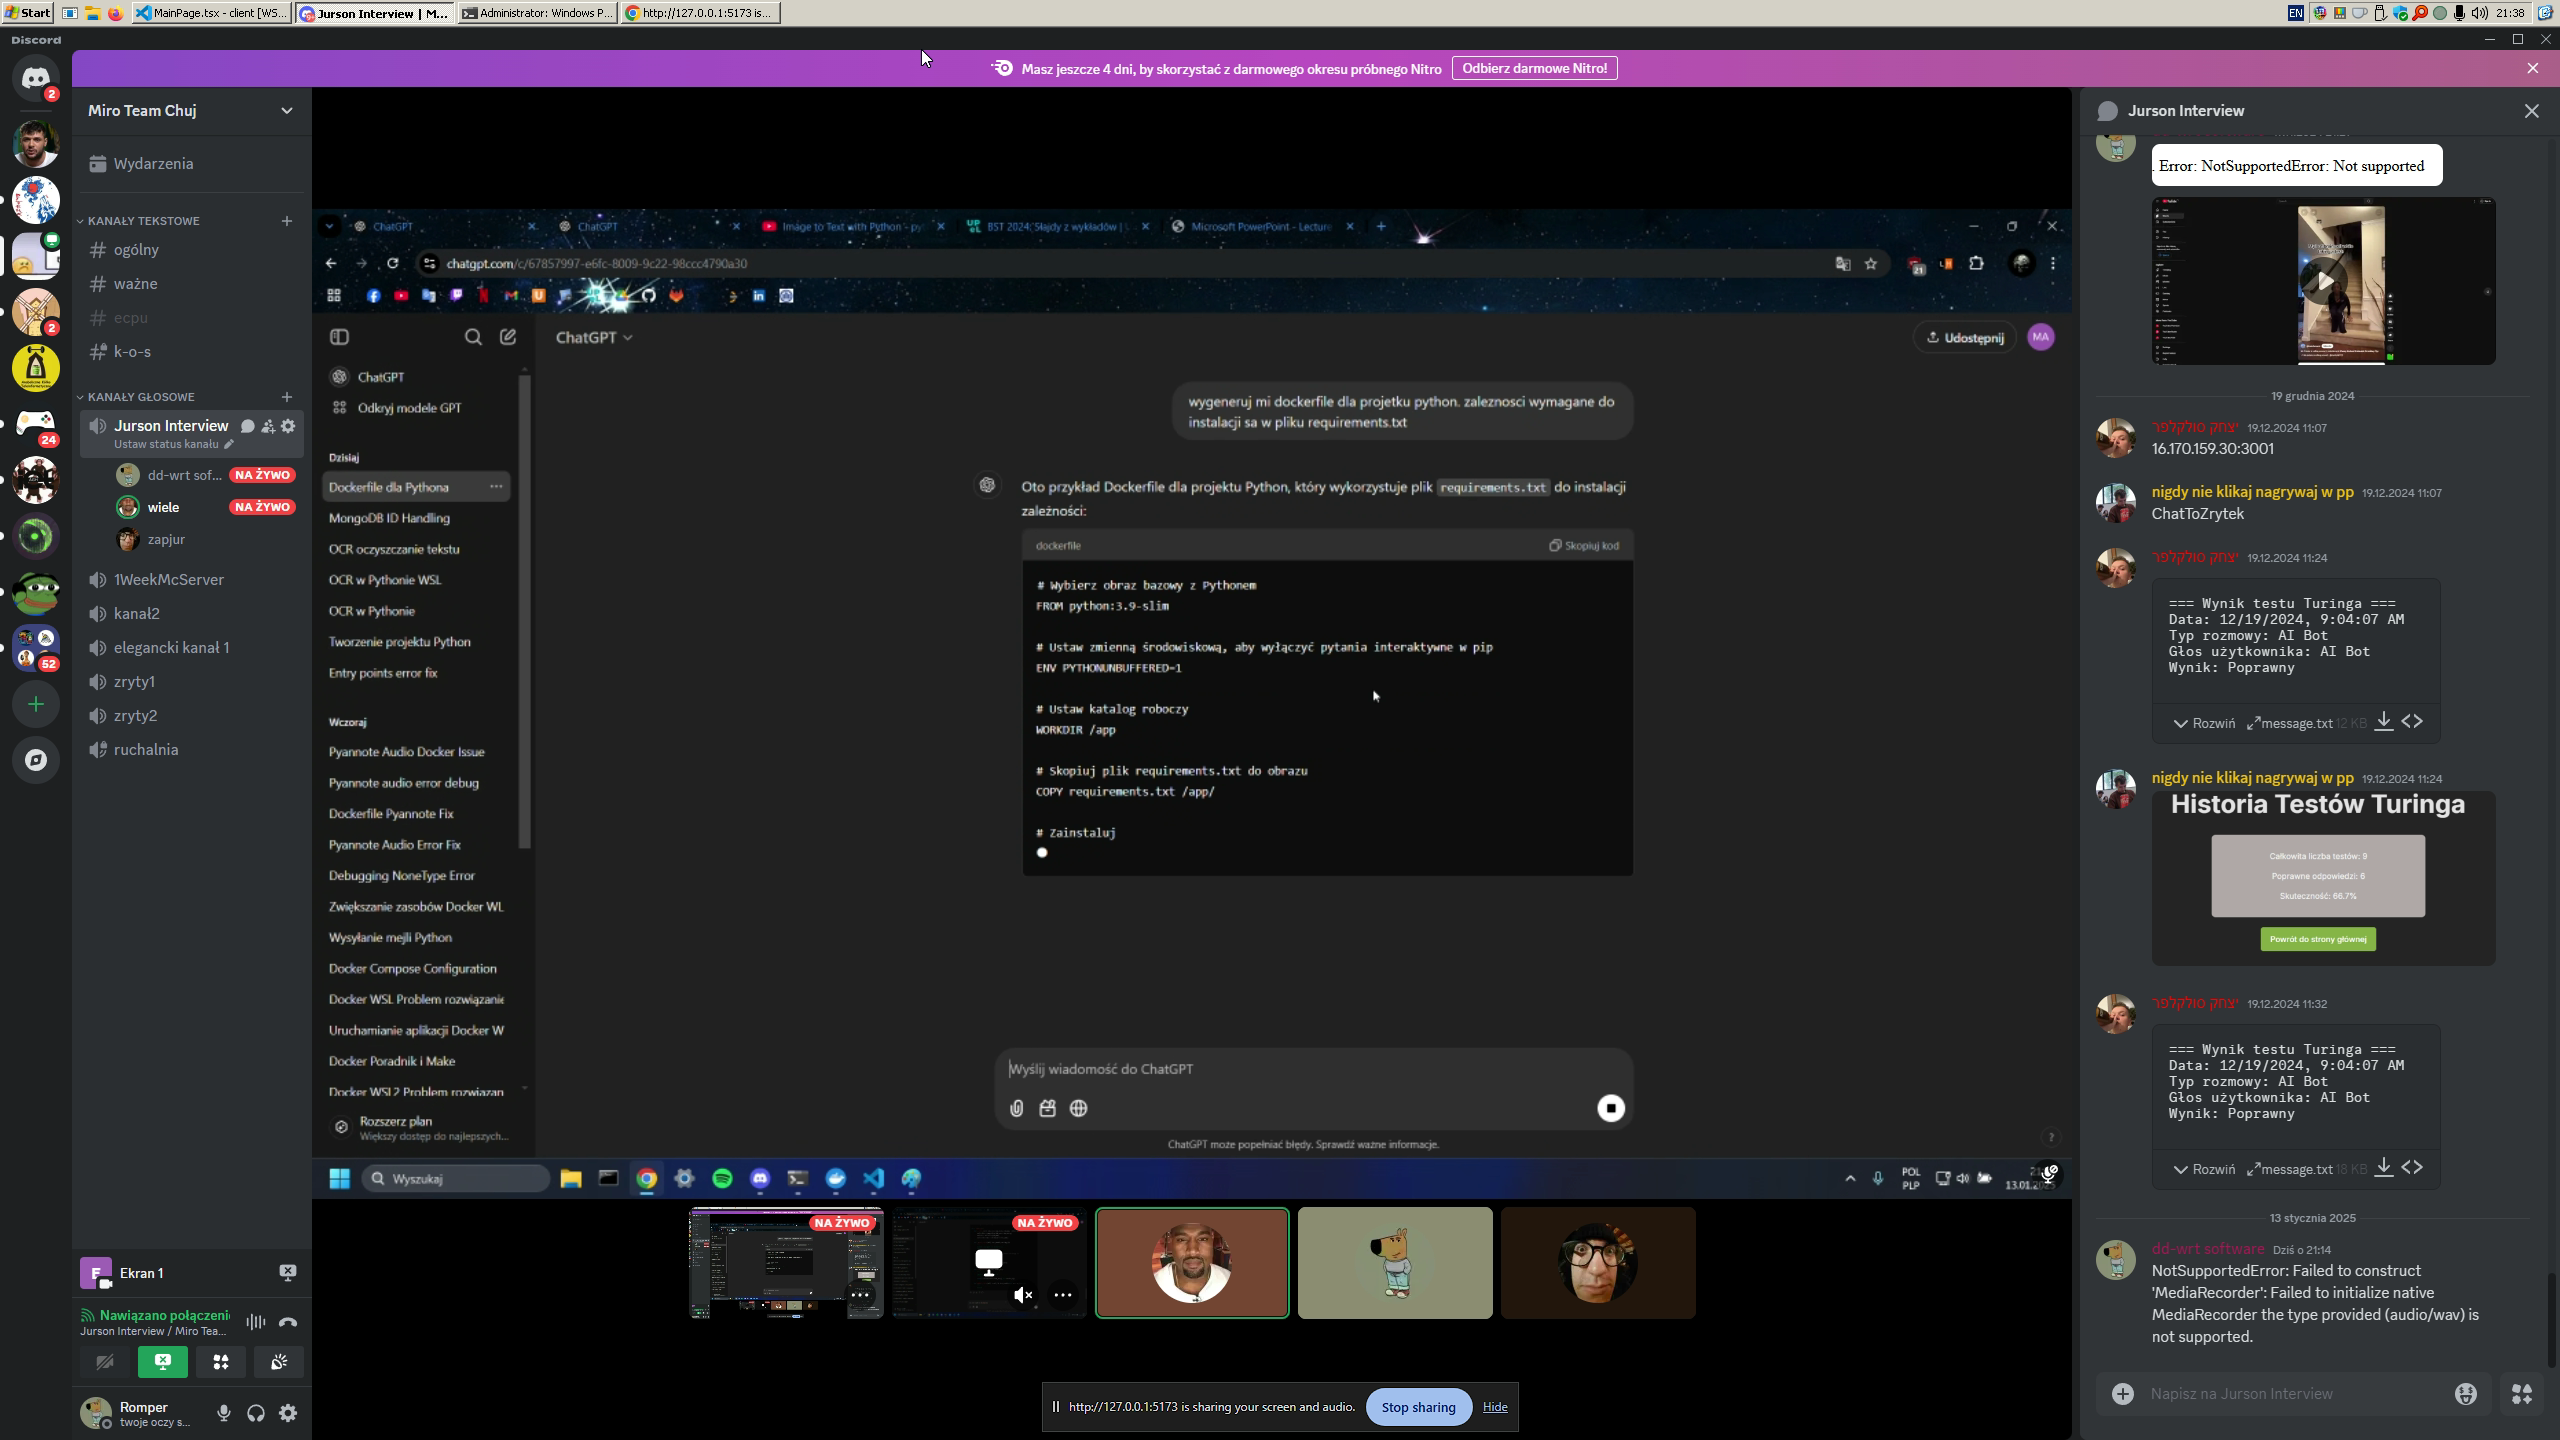 Start
MainPage.tsx - client [WS...
Jurson Interview | M...
Administrator: Windows P...
http://127.0.0.1:5173 is...
EN
21:38
Discord
Masz jeszcze 4 dni, by skorzystać z darmowego okresu próbnego Nitro
Odbierz darmowe Nitro!
2
2
24
52
Miro Team Chuj
Wydarzenia
KANAŁY TEKSTOWE
ogólny
ważne
ecpu
k-o-s
KANAŁY GŁOSOWE
Jurson Interview
Ustaw status kanału
dd-wrt sof... NA ŻYWO
wiele NA ŻYWO
zapjur
1WeekMcServer
kanał2
elegancki kanał 1
zryty1
zryty2
ruchalnia
Ekran 1
Nawiązano połączeni
Jurson Interview / Miro Tea...
Romper
twoje oczy s...
ChatGPT
ChatGPT
Image to Text with Python - py
BST 2024;Slajdy z wykładów |
Microsoft PowerPoint - Lecture
chatgpt.com/c/67857997-e6fc-8009-9c22-98ccc4790a30
21
ChatGPT
Udostępnij
MA
ChatGPT
Odkryj modele GPT
Dzisiaj
Dockerfile dla Pythona
MongoDB ID Handling
OCR oczyszczanie tekstu
OCR w Pythonie WSL
OCR w Pythonie
Tworzenie projektu Python
Entry points error fix
Wczoraj
Pyannote Audio Docker Issue
Pyannote audio error debug
Dockerfile Pyannote Fix
Pyannote Audio Error Fix
Debugging NoneType Error
Zwiększanie zasobów Docker WL
Wysyłanie mejli Python
Docker Compose Configuration
Docker WSL Problem rozwiązanie
Uruchamianie aplikacji Docker W
Docker Poradnik i Make
Docker WSL2 Problem rozwiązan
Rozszerz plan
Większy dostęp do najlepszych...
wygeneruj mi dockerfile dla projetku python. zaleznosci wymagane do
instalacji sa w pliku requirements.txt
Oto przykład Dockerfile dla projektu Python, który wykorzystuje plik requirements.txt do instalacji
zależności:
dockerfile
Skopiuj kod
# Wybierz obraz bazowy z Pythonem
FROM python:3.9-slim
# Ustaw zmienną środowiskową, aby wyłączyć pytania interaktywne w pip
ENV PYTHONUNBUFFERED=1
# Ustaw katalog roboczy
WORKDIR /app
# Skopiuj plik requirements.txt do obrazu
COPY requirements.txt /app/
# Zainstaluj
Wyślij wiadomość do ChatGPT
ChatGPT może popełniać błędy. Sprawdź ważne informacje.
?
Wyszukaj
POL
PLP
NA ŻYWO
NA ŻYWO
http://127.0.0.1:5173 is sharing your screen and audio.
Stop sharing
Hide
Jurson Interview
. Error: NotSupportedError: Not supported
19 grudnia 2024
יצחק סולקלפר 19.12.2024 11:07
16.170.159.30:3001
nigdy nie klikaj nagrywaj w pp 19.12.2024 11:07
ChatToZrytek
יצחק סולקלפר 19.12.2024 11:24
=== Wynik testu Turinga ===
Data: 12/19/2024, 9:04:07 AM
Typ rozmowy: AI Bot
Głos użytkownika: AI Bot
Wynik: Poprawny
Rozwiń
message.txt 12 KB
nigdy nie klikaj nagrywaj w pp 19.12.2024 11:24
Historia Testów Turinga
Całkowita liczba testów: 9
Poprawne odpowiedzi: 6
Skuteczność: 66.7%
Powrót do strony głównej
יצחק סולקלפר 19.12.2024 11:32
=== Wynik testu Turinga ===
Data: 12/19/2024, 9:04:07 AM
Typ rozmowy: AI Bot
Głos użytkownika: AI Bot
Wynik: Poprawny
Rozwiń
message.txt 18 KB
13 stycznia 2025
dd-wrt software Dziś o 21:14
NotSupportedError: Failed to construct
'MediaRecorder': Failed to initialize native
MediaRecorder the type provided (audio/wav) is
not supported.
Napisz na Jurson Interview